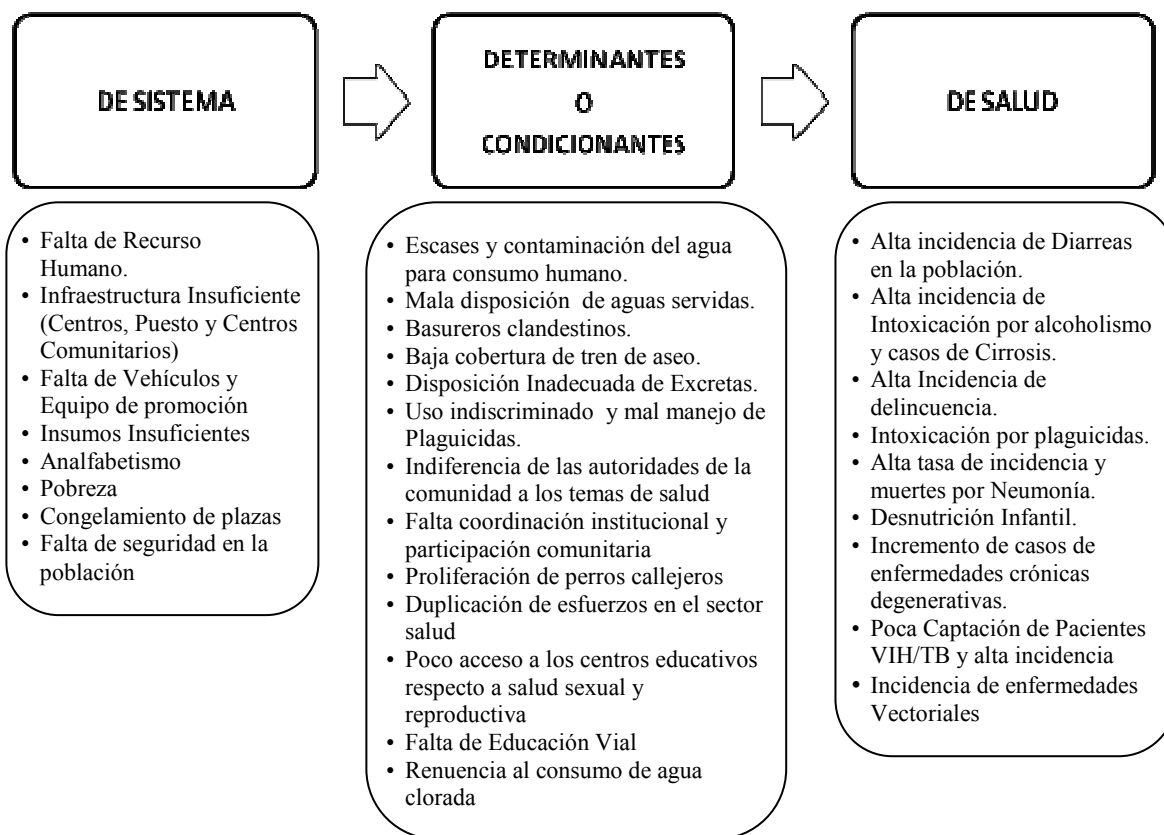 DE SISTEMA
DETERMINANTES
O
CONDICIONANTES
DE SALUD
• Falta de Recurso
Humano.
• Infraestructura Insuficiente
(Centros, Puesto y Centros
Comunitarios)
• Falta de Vehículos y
Equipo de promoción
• Insumos Insuficientes
• Analfabetismo
• Pobreza
• Congelamiento de plazas
• Falta de seguridad en la
población
• Escases y contaminación del agua
para consumo humano.
• Mala disposición de aguas servidas.
• Basureros clandestinos.
• Baja cobertura de tren de aseo.
• Disposición Inadecuada de Excretas.
• Uso indiscriminado y mal manejo de
Plaguicidas.
• Indiferencia de las autoridades de la
comunidad a los temas de salud
• Falta coordinación institucional y
participación comunitaria
• Proliferación de perros callejeros
• Duplicación de esfuerzos en el sector
salud
• Poco acceso a los centros educativos
respecto a salud sexual y
reproductiva
• Falta de Educación Vial
• Renuencia al consumo de agua
clorada
• Alta incidencia de Diarreas
en la población.
• Alta incidencia de
Intoxicación por alcoholismo
y casos de Cirrosis.
• Alta Incidencia de
delincuencia.
• Intoxicación por plaguicidas.
• Alta tasa de incidencia y
muertes por Neumonía.
• Desnutrición Infantil.
• Incremento de casos de
enfermedades crónicas
degenerativas.
• Poca Captación de Pacientes
VIH/TB y alta incidencia
• Incidencia de enfermedades
Vectoriales